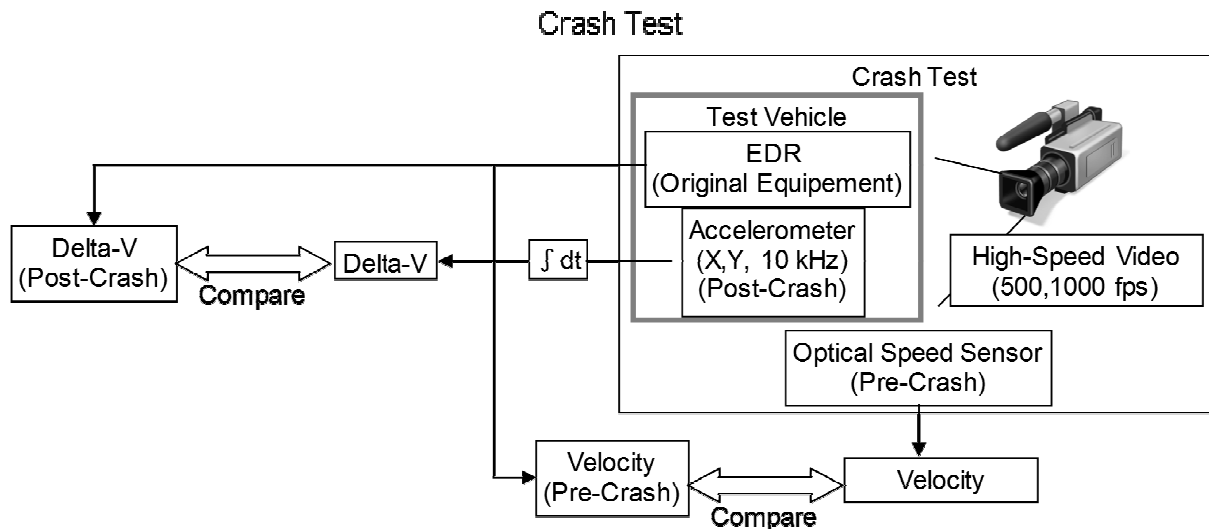 Crash Test
Crash Test
Test Vehicle
EDR
(Original Equipement)
Accelerometer
(X,Y, 10 kHz)
(Post-Crash)
High-Speed Video
(500,1000 fps)
Delta-V
(Post-Crash)
Compare
Delta-V
∫ dt
Optical Speed Sensor
(Pre-Crash)
Velocity
(Pre-Crash)
Compare
Velocity